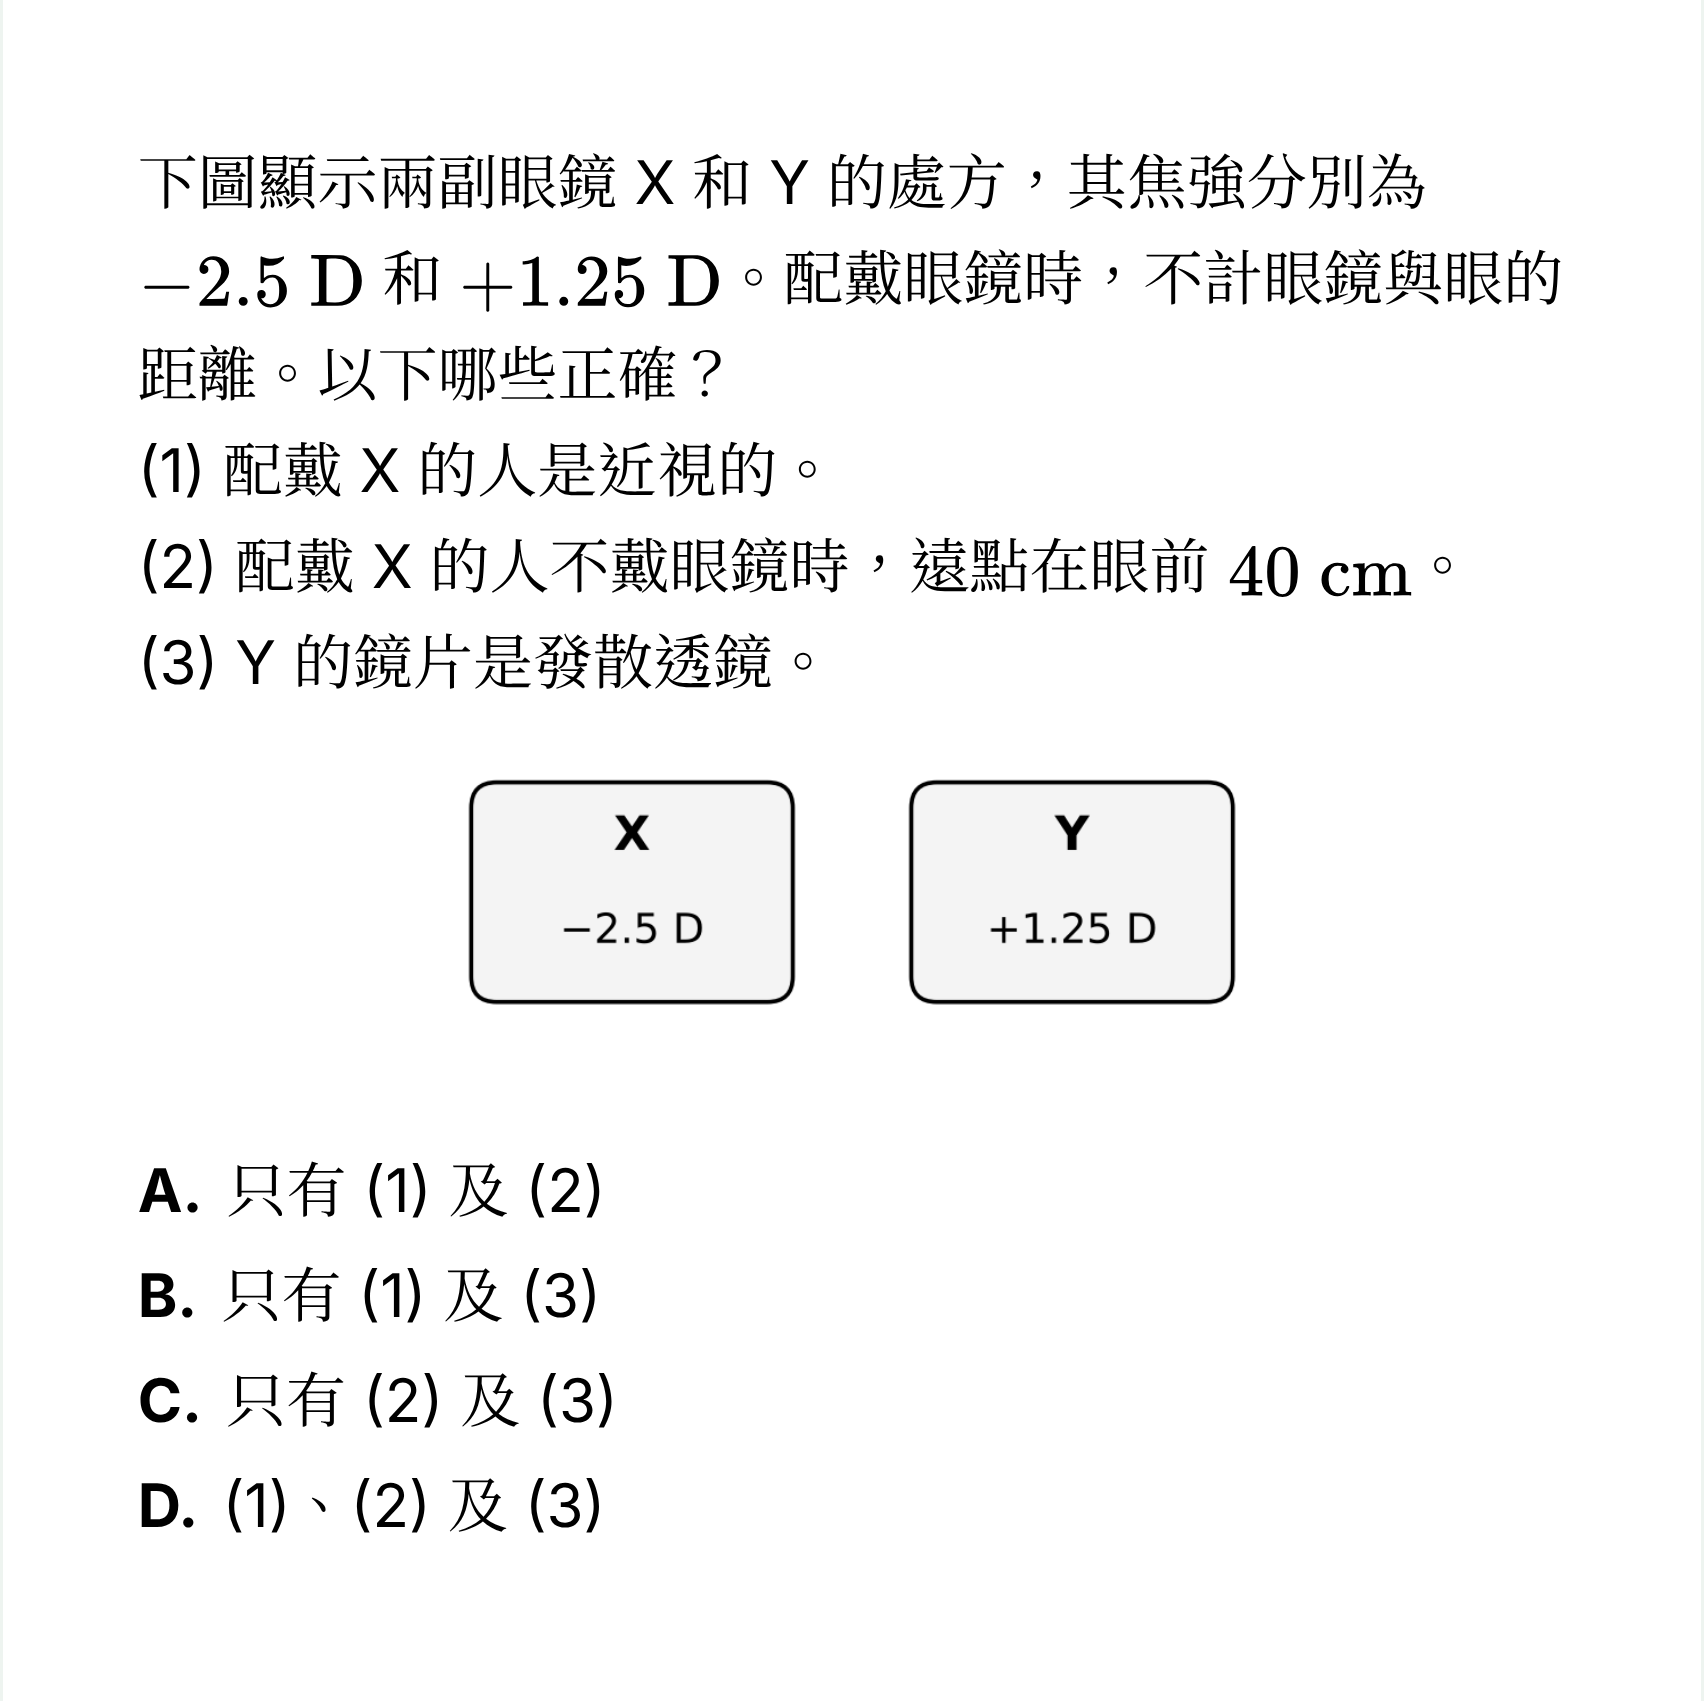 下圖顯示兩副眼鏡 X 和 Y 的處方，其焦強分別為
−2.5 D 和 +1.25 D。配戴眼鏡時，不計眼鏡與眼的
距離。以下哪些正確？
(1) 配戴 X 的人是近視的。
(2) 配戴 X 的人不戴眼鏡時，遠點在眼前 40 cm。
(3) Y 的鏡片是發散透鏡。
X Y
−2.5 D +1.25 D
A. 只有 (1) 及 (2)
B. 只有 (1) 及 (3)
C. 只有 (2) 及 (3)
D. (1)、(2) 及 (3)